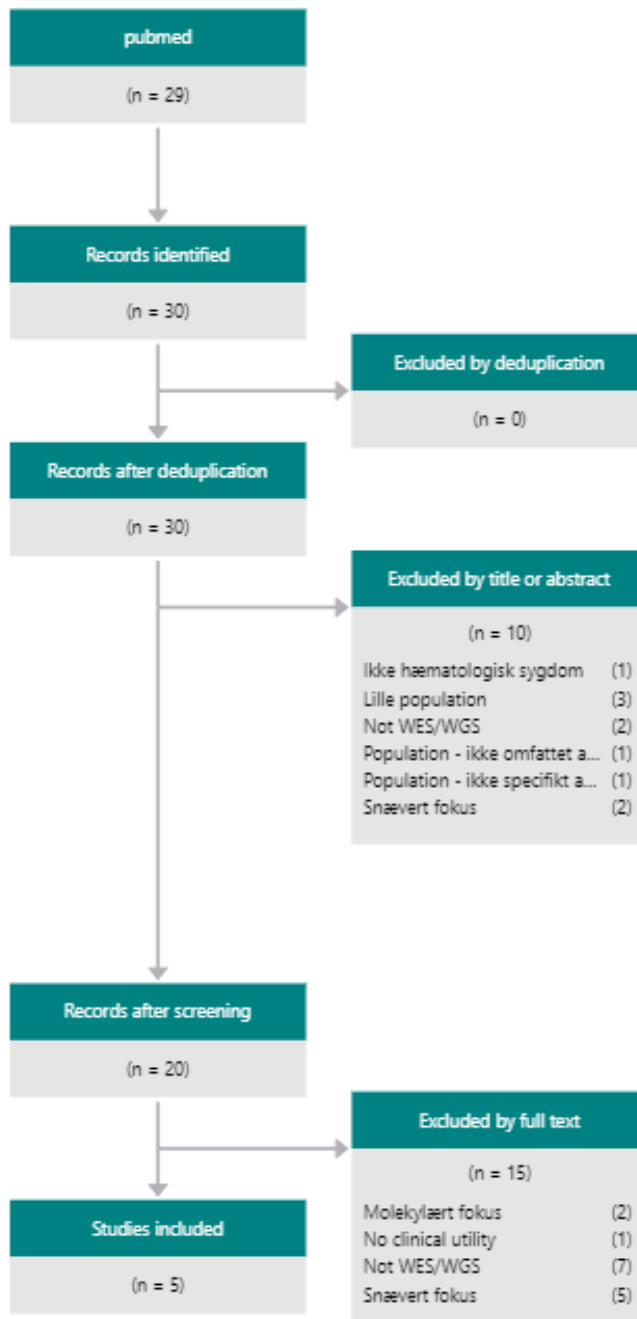 pubmed
(n = 29)
Records identified
(n = 30)
Excluded by deduplication
(n = 0)
Records after deduplication
(n = 30)
Excluded by title or abstract
(n = 10)
Ikke hæmatologisk sygdom (1)
Lille population (3)
Not WES/WGS (2)
Population - ikke omfattet a... (1)
Population - ikke specifikt a... (1)
Snævert fokus (2)
Records after screening
(n = 20)
Excluded by full text
(n = 15)
Molekylært fokus (2)
No clinical utility (1)
Not WES/WGS (7)
Snævert fokus (5)
Studies included
(n = 5)